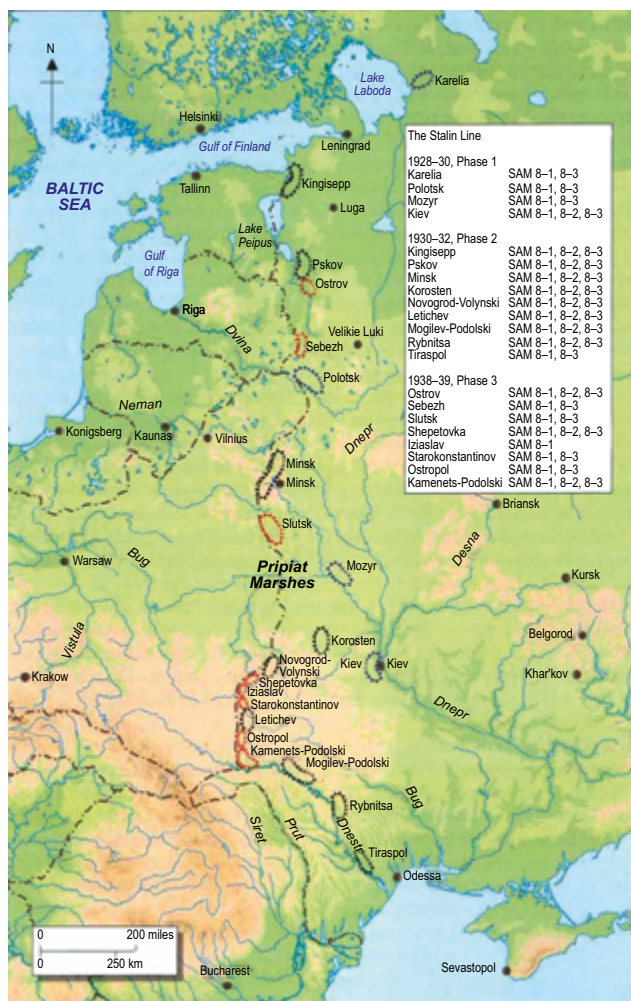 N
Lake
Laboda
Karelia
Helsinki
Gulf of Finland
Leningrad
BALTIC
SEA
Tallinn
Kingisepp
Luga
Lake
Peipus
Gulf
of Riga
Pskov
Ostrov
Riga
Dvina
Velikie Luki
Sebezh
Polotsk
Neman
Konigsberg
Kaunas
Vilnius
Dnepr
Minsk
Minsk
Briansk
Slutsk
Desna
Warsaw
Bug
Pripiat
Marshes
Mozyr
Kursk
Vistula
Korosten
Belgorod
Novogrod-
Volynski
Kiev
Kiev
Krakow
Shepetovka
Iziaslav
Starokonstantinov
Khar'kov
Letichev
Dnepr
Ostropol
Kamenets-Podolski
Mogilev-Podolski
Bug
Rybnitsa
Siret
Prut
Dnestr
Tiraspol
Odessa
0 200 miles
0 250 km
Bucharest
Sevastopol
The Stalin Line
1928–30, Phase 1
Karelia SAM 8–1, 8–3
Polotsk SAM 8–1, 8–3
Mozyr SAM 8–1, 8–3
Kiev SAM 8–1, 8–2, 8–3
1930–32, Phase 2
Kingisepp SAM 8–1, 8–2, 8–3
Pskov SAM 8–1, 8–2, 8–3
Minsk SAM 8–1, 8–2, 8–3
Korosten SAM 8–1, 8–2, 8–3
Novogrod-Volynski SAM 8–1, 8–2, 8–3
Letichev SAM 8–1, 8–2, 8–3
Mogilev-Podolski SAM 8–1, 8–2, 8–3
Rybnitsa SAM 8–1, 8–2, 8–3
Tiraspol SAM 8–1, 8–3
1938–39, Phase 3
Ostrov SAM 8–1, 8–2, 8–3
Sebezh SAM 8–1, 8–3
Slutsk SAM 8–1, 8–3
Shepetovka SAM 8–1, 8–2, 8–3
Iziaslav SAM 8–1
Starokonstantinov SAM 8–1, 8–3
Ostropol SAM 8–1, 8–3
Kamenets-Podolski SAM 8–1, 8–2, 8–3